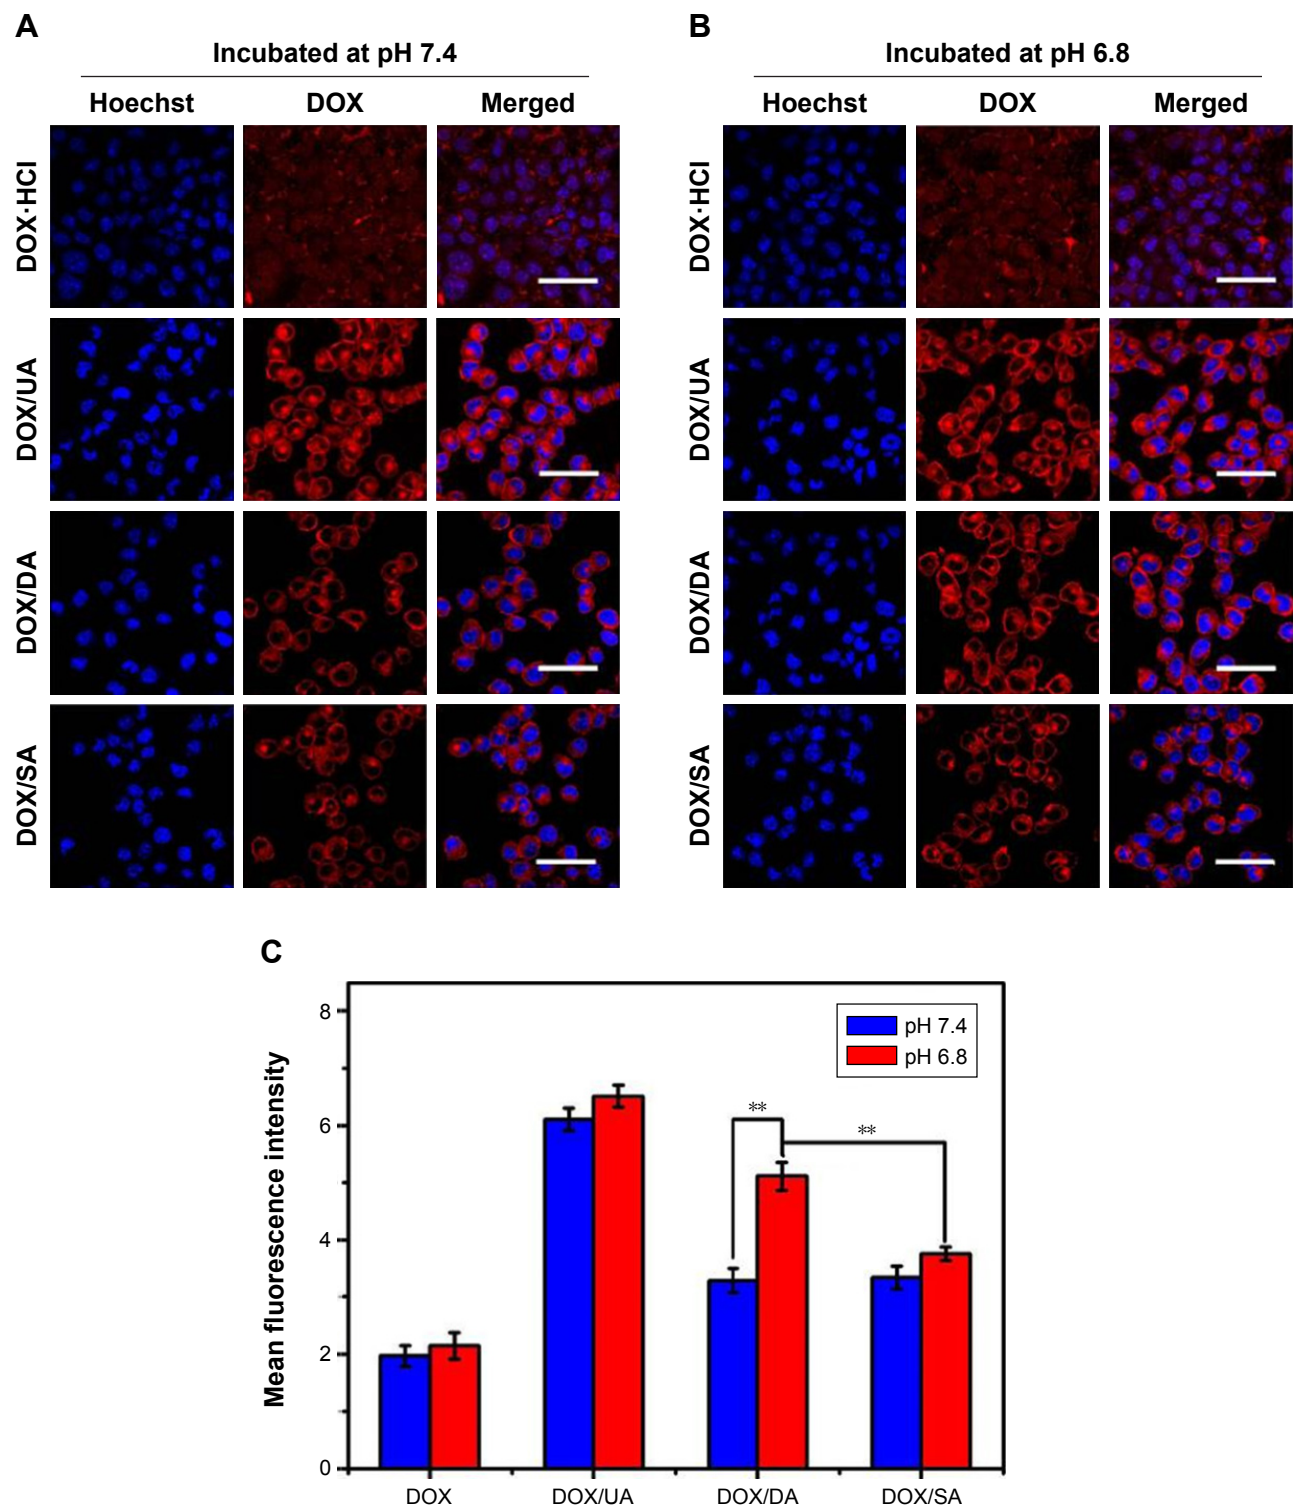 A
Incubated at pH 7.4
Hoechst DOX Merged
DOX·HCl
DOX/UA
DOX/DA
DOX/SA
B
Incubated at pH 6.8
Hoechst DOX Merged
DOX·HCl
DOX/UA
DOX/DA
DOX/SA
C
Mean fluorescence intensity
8
6
4
2
0
pH 7.4
pH 6.8
**
**
DOX DOX/UA DOX/DA DOX/SA